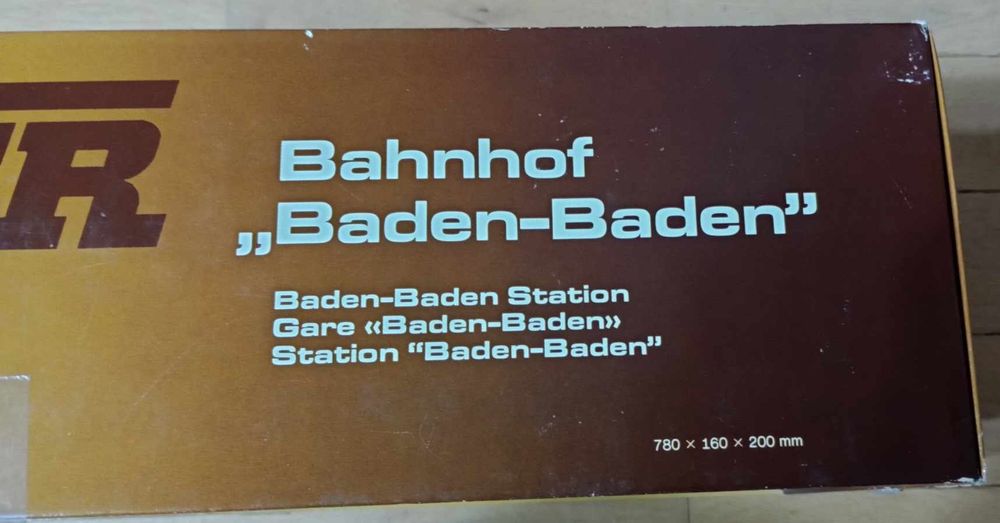 R
Bahnhof
„Baden-Baden”
Baden-Baden Station
Gare «Baden-Baden»
Station “Baden-Baden”
780 × 160 × 200 mm